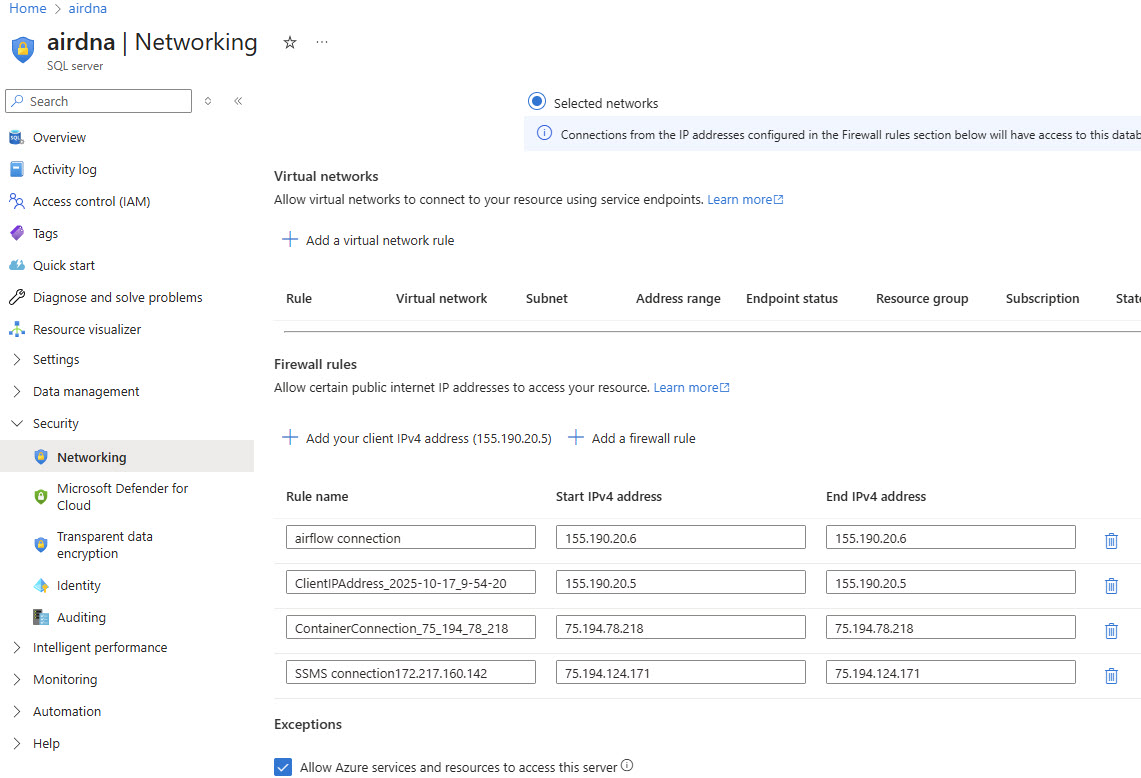 Home > airdna
airdna | Networking
SQL server
Search
Overview
Activity log
Access control (IAM)
Tags
Quick start
Diagnose and solve problems
Resource visualizer
Settings
Data management
Security
Networking
Microsoft Defender for
Cloud
Transparent data
encryption
Identity
Auditing
Intelligent performance
Monitoring
Automation
Help
Selected networks
Connections from the IP addresses configured in the Firewall rules section below will have access to this datab
Virtual networks
Allow virtual networks to connect to your resource using service endpoints. Learn more
Add a virtual network rule
Rule Virtual network Subnet Address range Endpoint status Resource group Subscription State
Firewall rules
Allow certain public internet IP addresses to access your resource. Learn more
Add your client IPv4 address (155.190.20.5) Add a firewall rule
Rule name Start IPv4 address End IPv4 address
airflow connection 155.190.20.6 155.190.20.6
ClientIPAddress_2025-10-17_9-54-20 155.190.20.5 155.190.20.5
ContainerConnection_75_194_78_218 75.194.78.218 75.194.78.218
SSMS connection172.217.160.142 75.194.124.171 75.194.124.171
Exceptions
Allow Azure services and resources to access this server